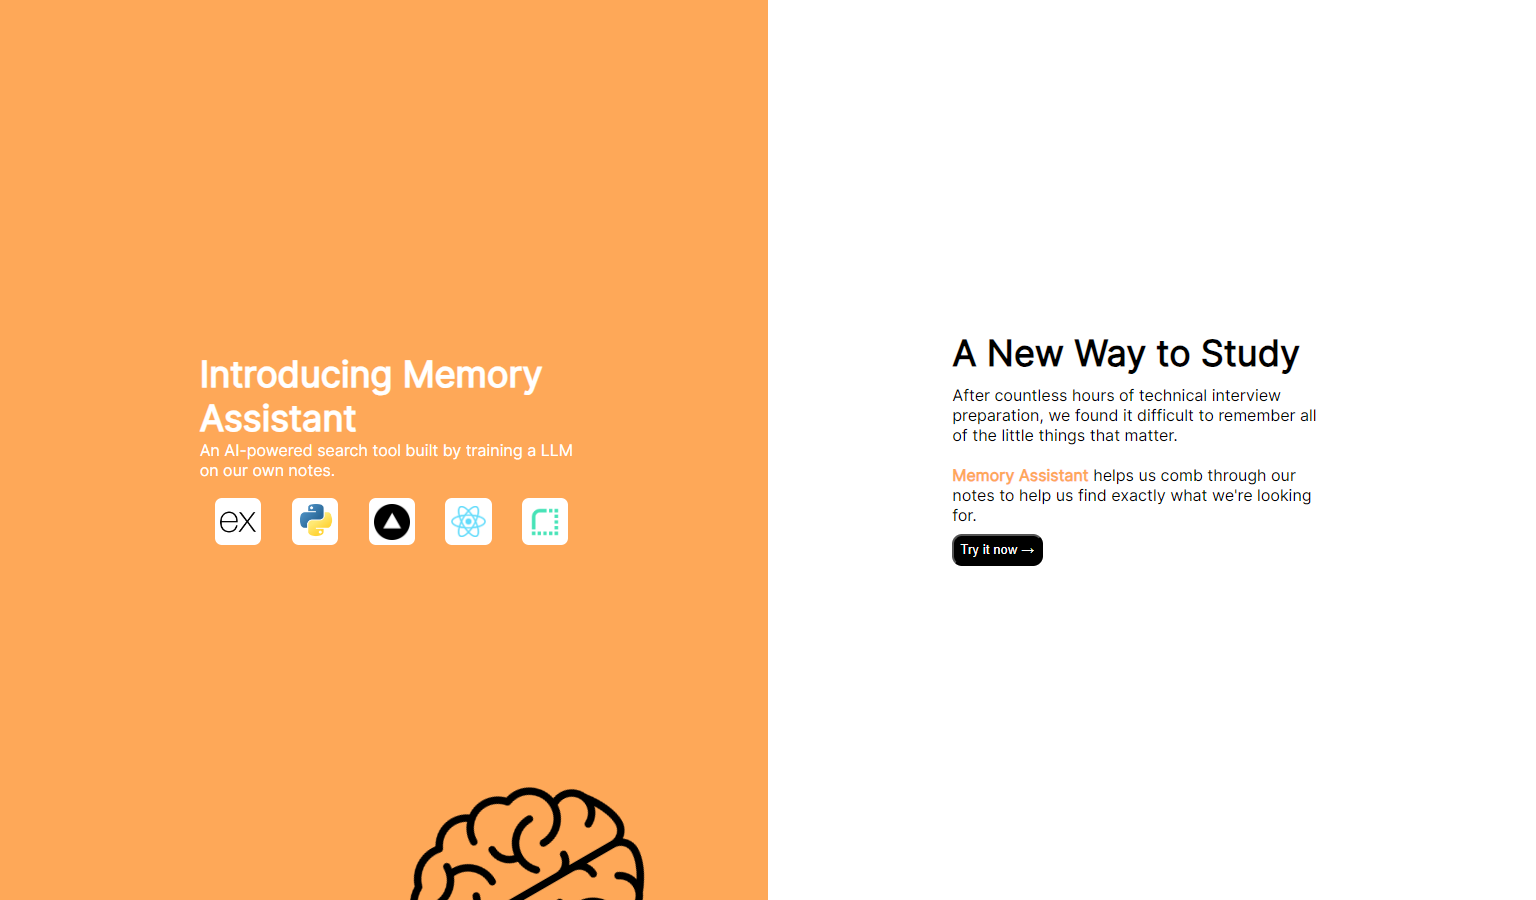 Introducing Memory
Assistant
An AI-powered search tool built by training a LLM
on our own notes.
ex
A New Way to Study
After countless hours of technical interview
preparation, we found it difficult to remember all
of the little things that matter.
Memory Assistant helps us comb through our
notes to help us find exactly what we're looking
for.
Try it now →